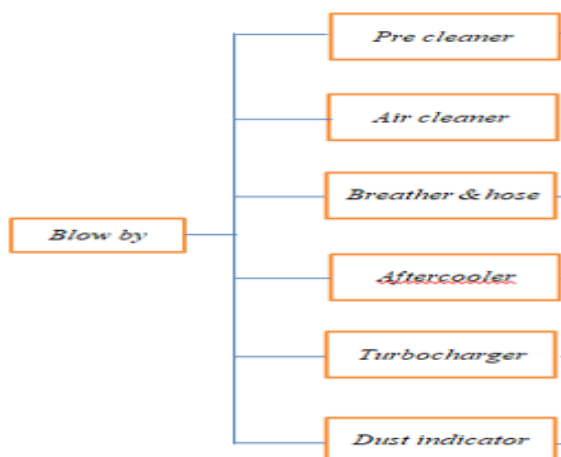 Pre cleaner
Air cleaner
Breather & hose
Blow by
Aftercooler
Turbocharger
Dust indicator